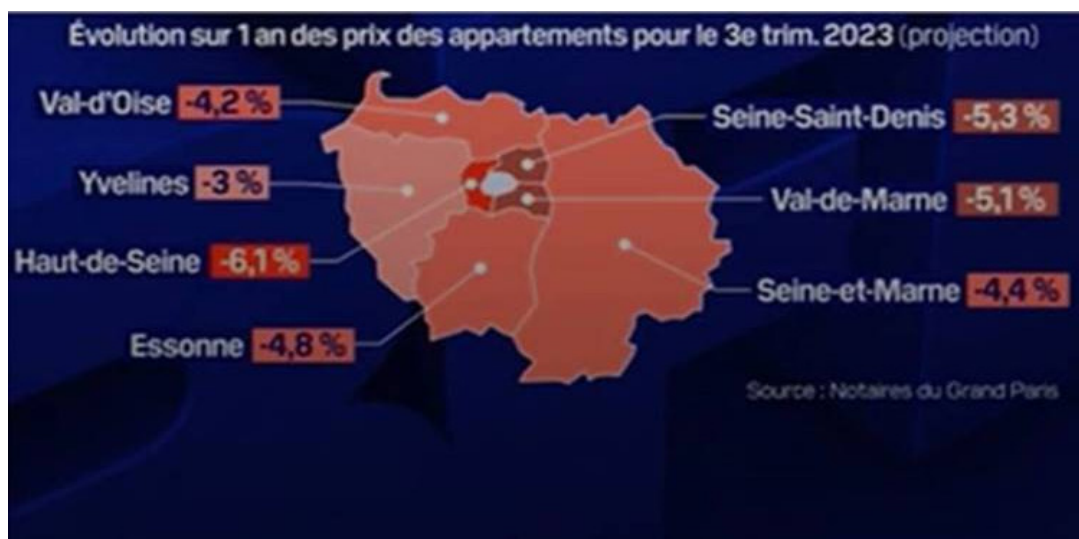 Évolution sur 1 an des prix des appartements pour le 3e trim. 2023 (projection)
Val-d'Oise -4,2 %
Yvelines -3 %
Haut-de-Seine -6,1 %
Essonne -4,8 %
Seine-Saint-Denis -5,3 %
Val-de-Marne -5,1 %
Seine-et-Marne -4,4 %
Source : Notaires du Grand Paris